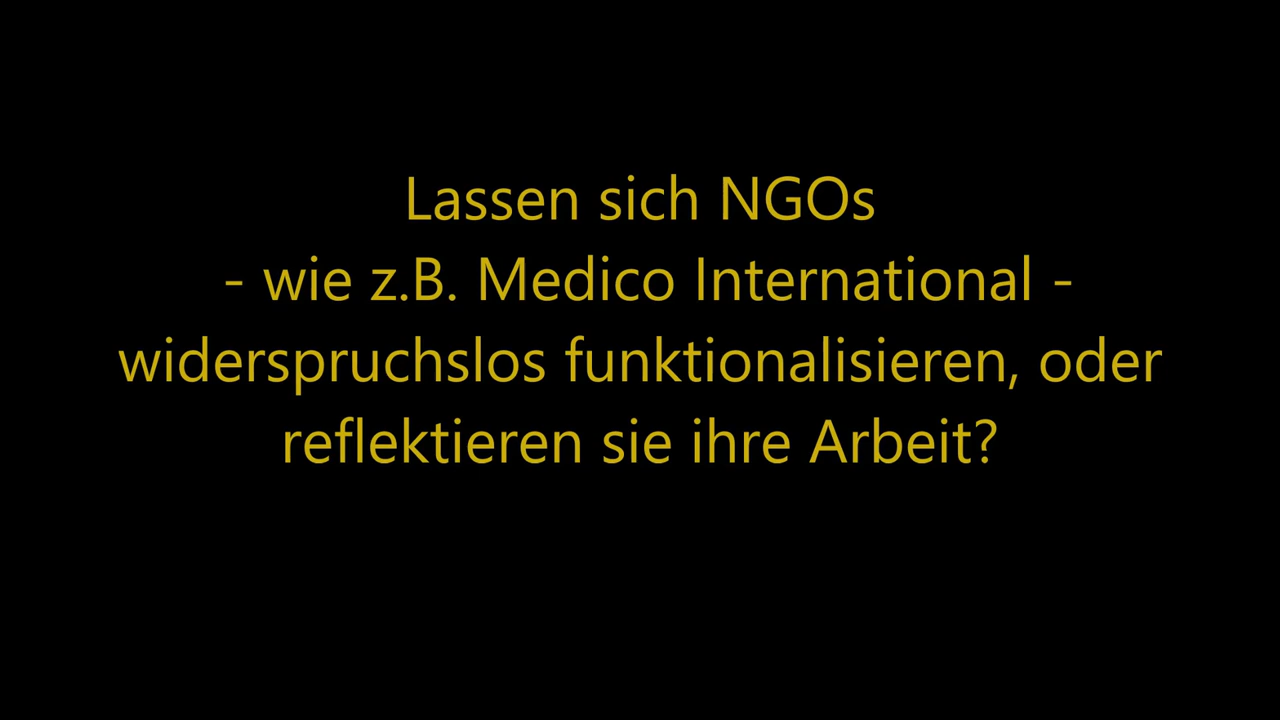 Lassen sich NGOs
- wie z.B. Medico International -
widerspruchslos funktionalisieren, oder
reflektieren sie ihre Arbeit?